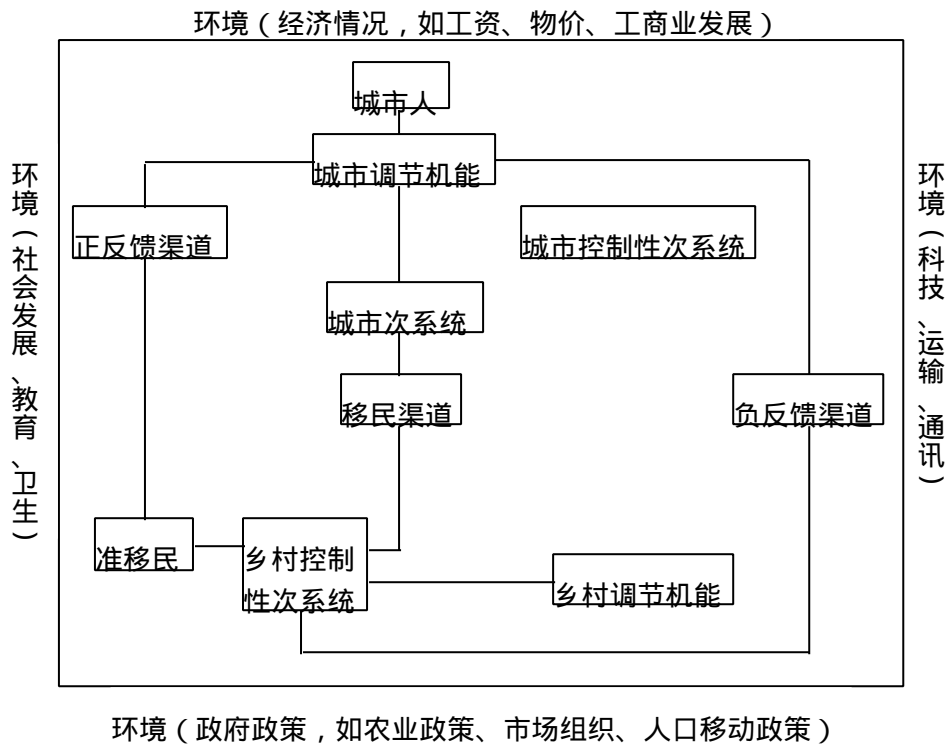 环境（经济情况，如工资、物价、工商业发展）
城市人
城市调节机能
正反馈渠道
城市控制性次系统
城市次系统
移民渠道
负反馈渠道
准移民
乡村控制
性次系统
乡村调节机能
环境（社会发展、教育、卫生）
环境（科技、运输、通讯）
环境（政府政策，如农业政策、市场组织、人口移动政策）